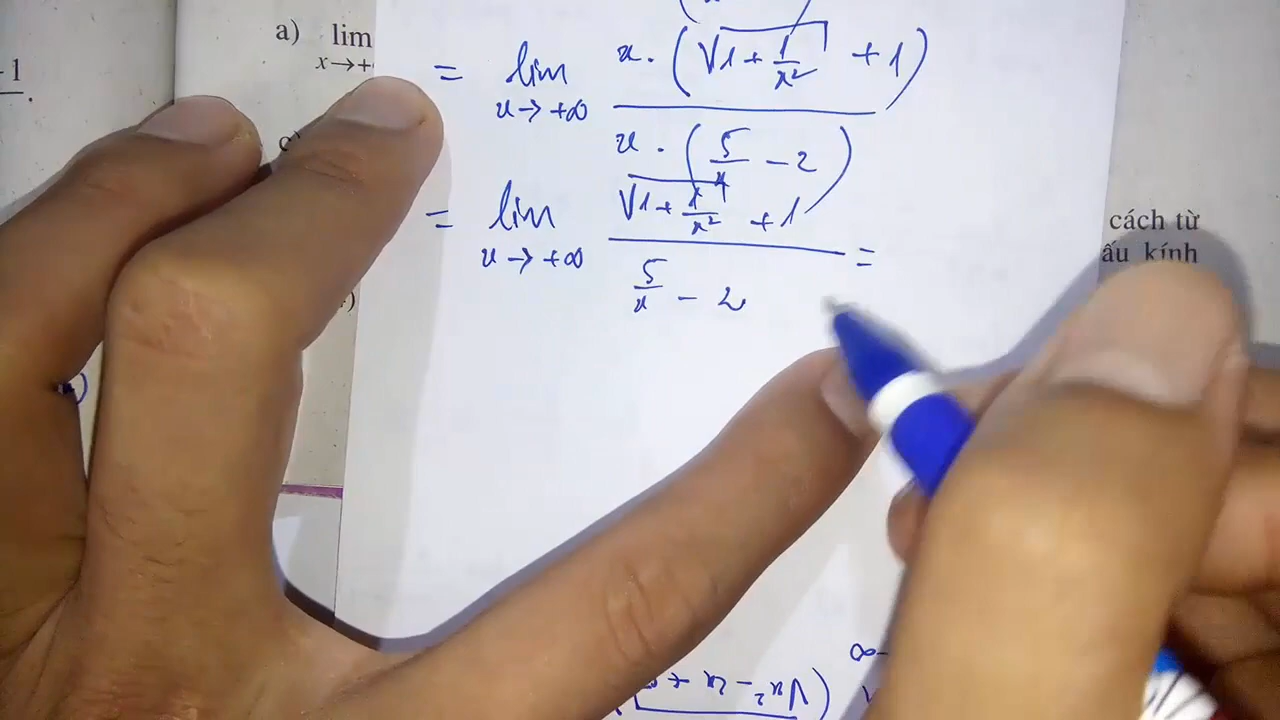 a) lim
x→+
-1
= lim x→+∞ x.(√1+1/x² +1) / x.(5/x −2)
= lim x→+∞ √1+1/x² +1 / 5/x −2 =
cách từ
ấu kính